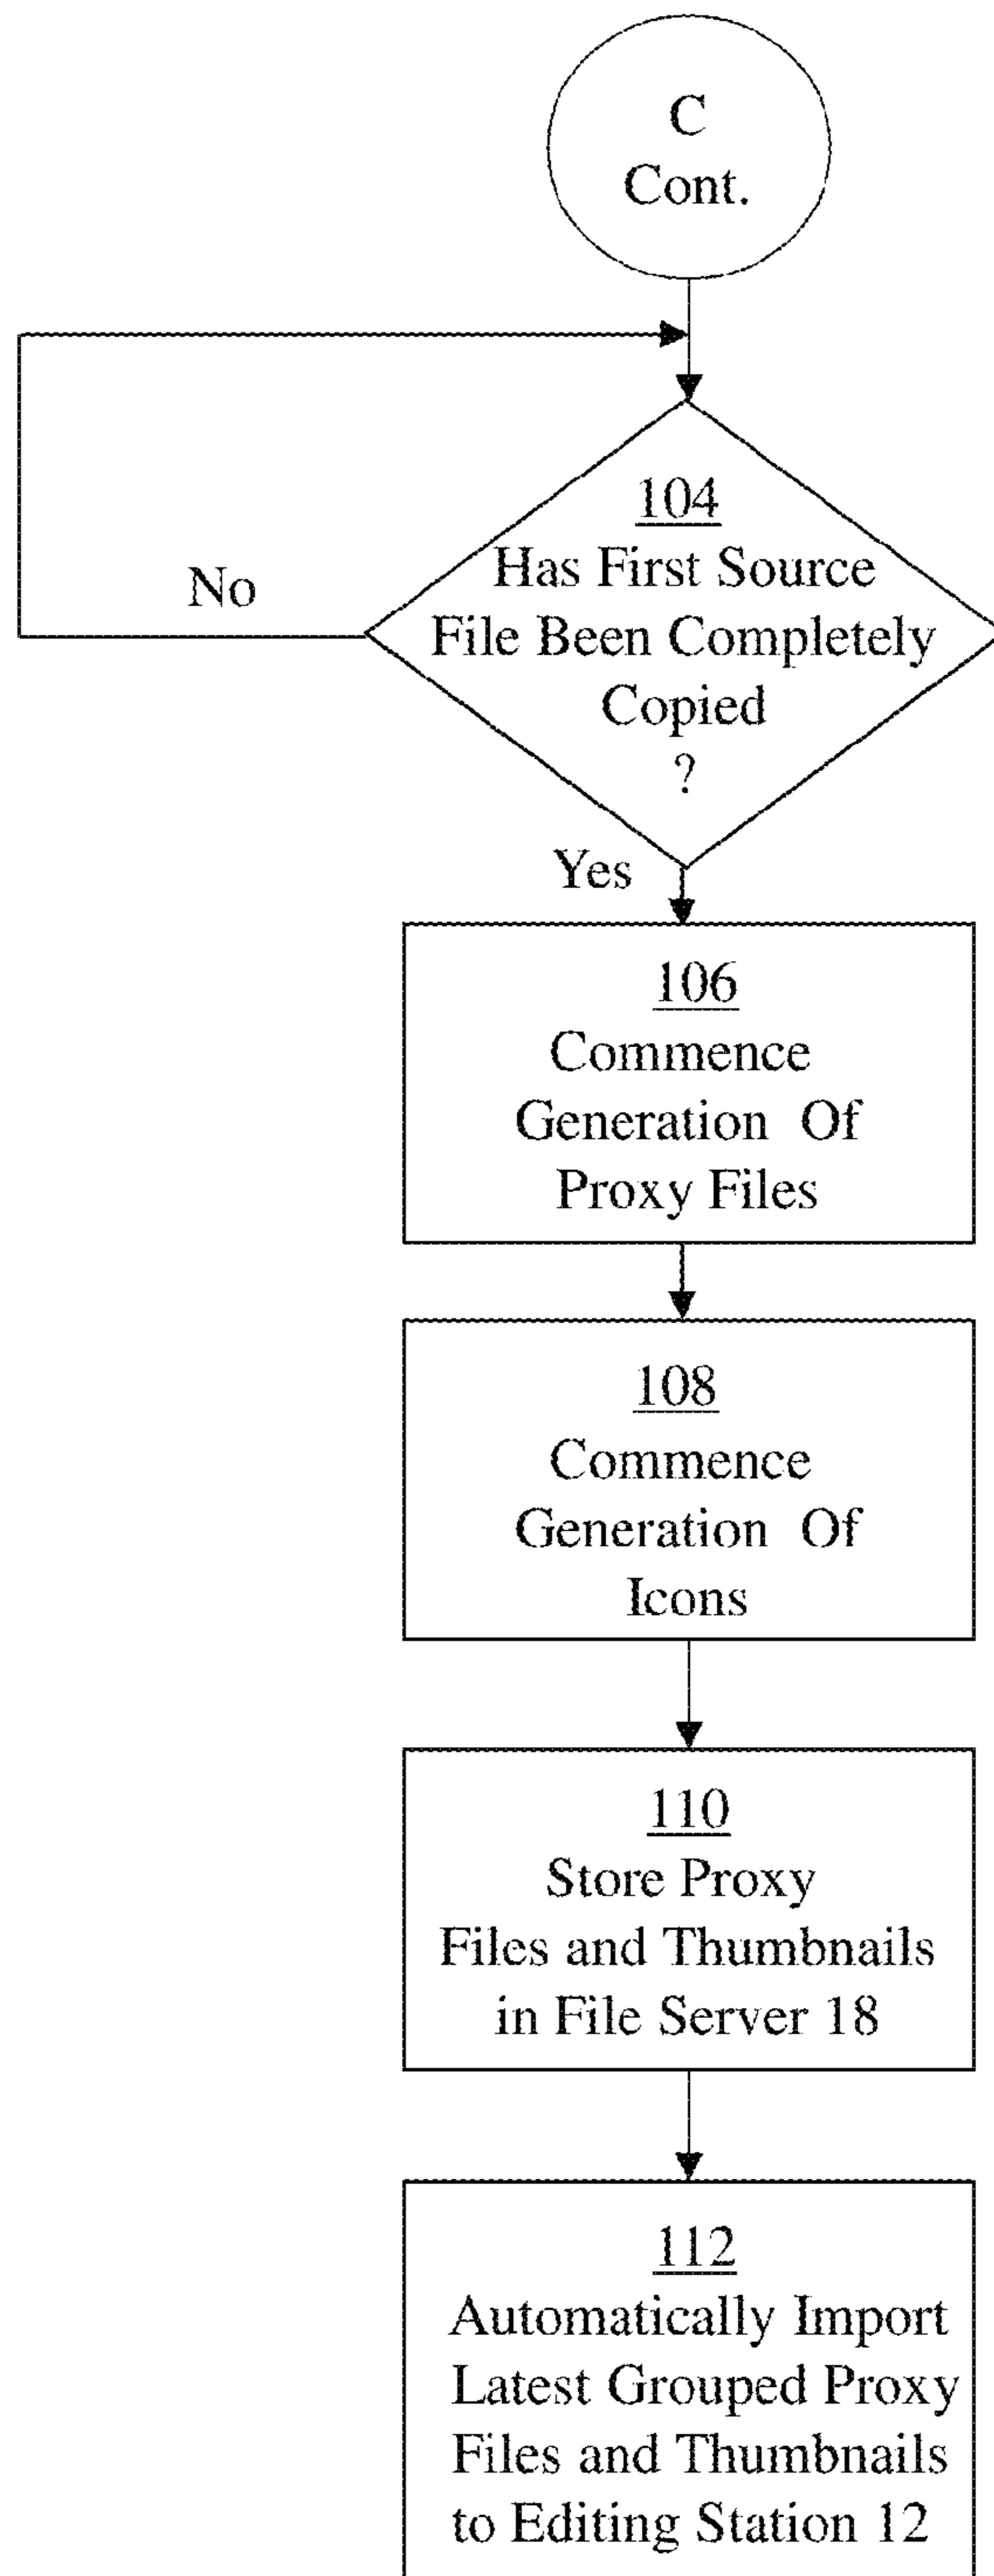 C
Cont.
104
Has First Source
File Been Completely
Copied
?
No
Yes
106
Commence
Generation Of
Proxy Files
108
Commence
Generation Of
Icons
110
Store Proxy
Files and Thumbnails
in File Server 18
112
Automatically Import
Latest Grouped Proxy
Files and Thumbnails
to Editing Station 12